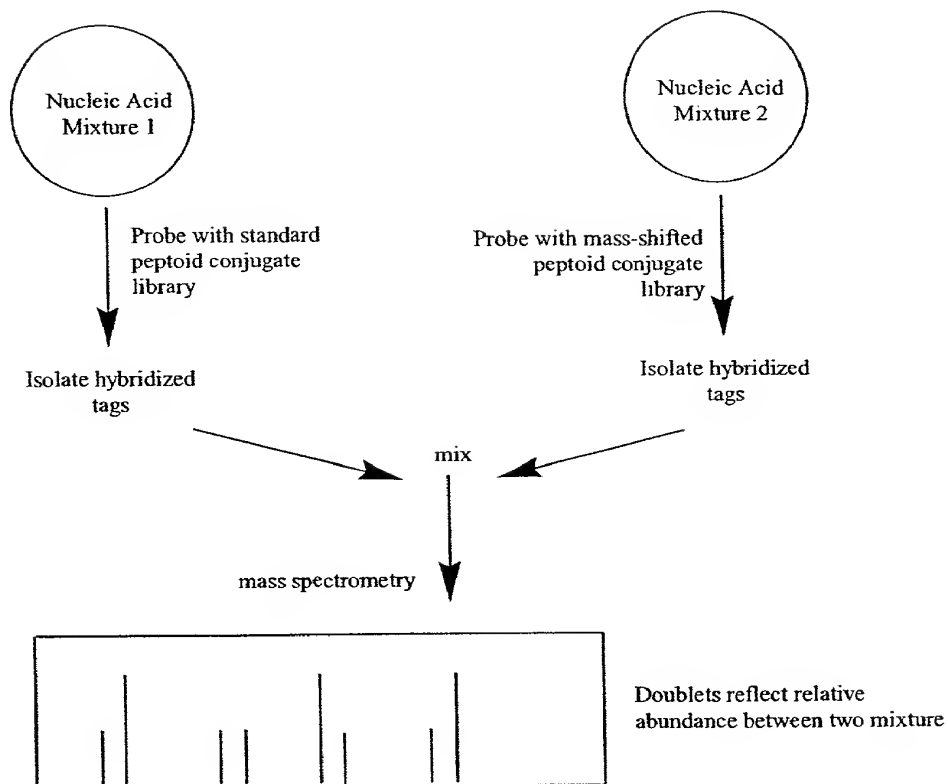 Nucleic Acid
Mixture 1
Nucleic Acid
Mixture 2
Probe with standard
peptoid conjugate
library
Probe with mass-shifted
peptoid conjugate
library
Isolate hybridized
tags
Isolate hybridized
tags
mix
mass spectrometry
Doublets reflect relative
abundance between two mixture